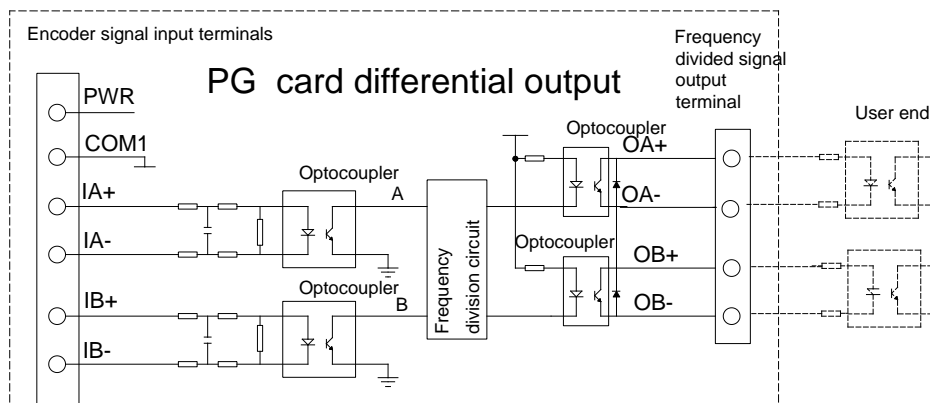 Encoder signal input terminals
PG card differential output
Frequency
divided signal
output
terminal
User end
PWR
COM1
IA+
IA-
IB+
IB-
Optocoupler
A
Optocoupler
B
Frequency
division circuit
Optocoupler
OA+
OA-
Optocoupler
OB+
OB-